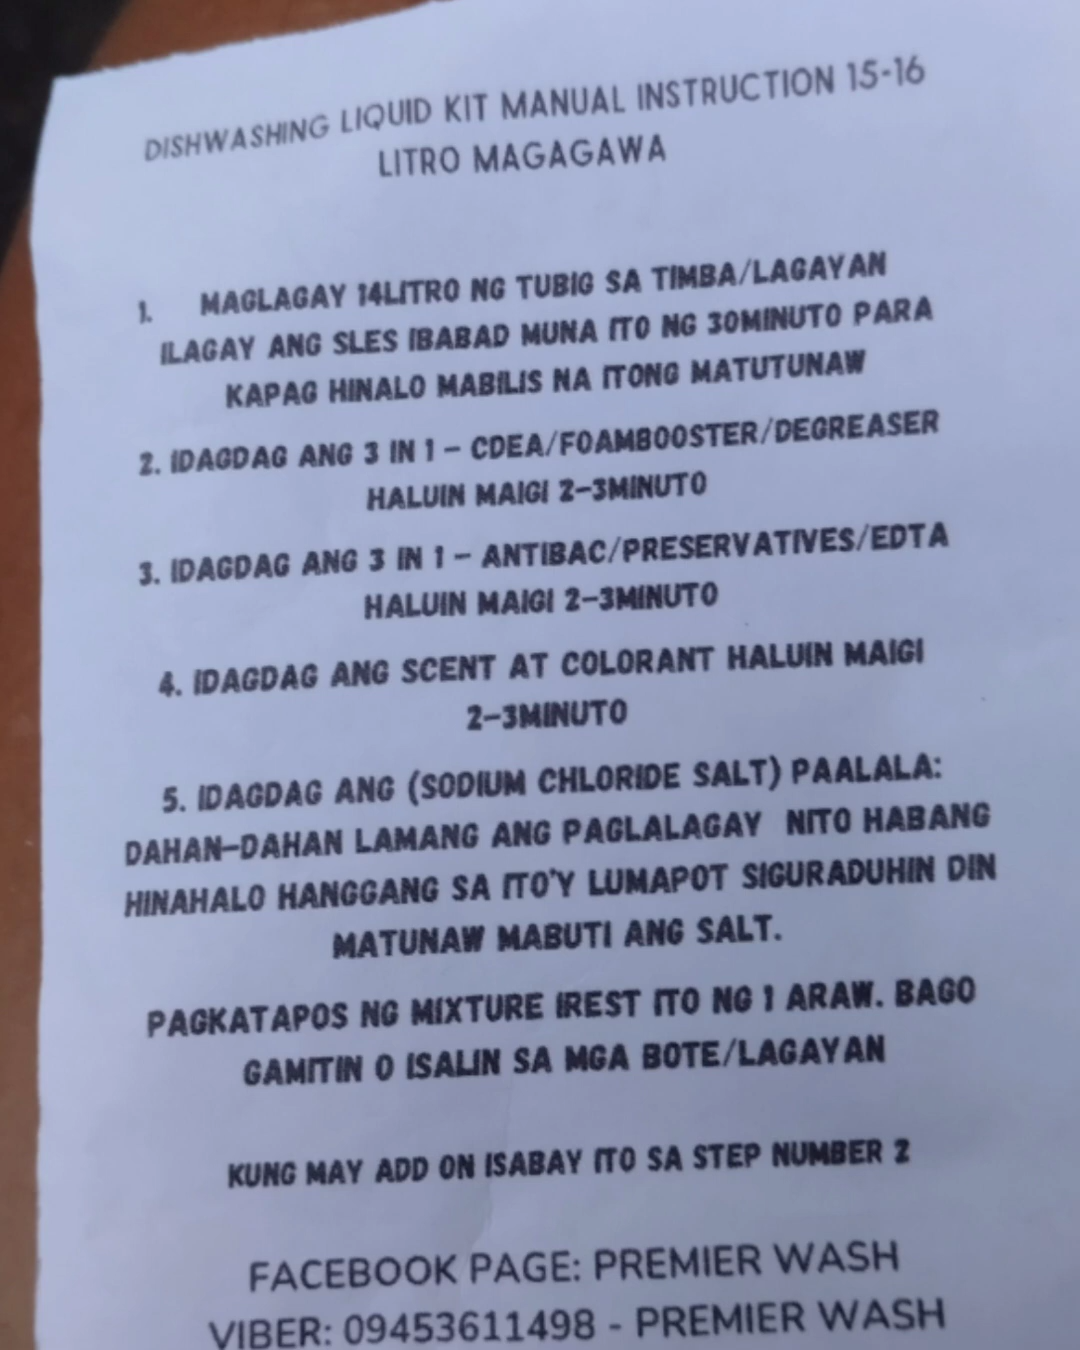 DISHWASHING LIQUID KIT MANUAL INSTRUCTION 15-16
LITRO MAGAGAWA
1. MAGLAGAY 14LITRO NG TUBIG SA TIMBA/LAGAYAN
ILAGAY ANG SLES IBABAD MUNA ITO NG 30MINUTO PARA
KAPAG HINALO MABILIS NA ITONG MATUTUNAW
2. IDAGDAG ANG 3 IN 1 – CDEA/FOAMBOOSTER/DEGREASER
HALUIN MAIGI 2–3MINUTO
3. IDAGDAG ANG 3 IN 1 – ANTIBAC/PRESERVATIVES/EDTA
HALUIN MAIGI 2–3MINUTO
4. IDAGDAG ANG SCENT AT COLORANT HALUIN MAIGI
2–3MINUTO
5. IDAGDAG ANG (SODIUM CHLORIDE SALT) PAALALA:
DAHAN–DAHAN LAMANG ANG PAGLALAGAY NITO HABANG
HINAHALO HANGGANG SA ITO'Y LUMAPOT SIGURADUHIN DIN
MATUNAW MABUTI ANG SALT.
PAGKATAPOS NG MIXTURE IREST ITO NG 1 ARAW. BAGO
GAMITIN O ISALIN SA MGA BOTE/LAGAYAN
KUNG MAY ADD ON ISABAY ITO SA STEP NUMBER 2
FACEBOOK PAGE: PREMIER WASH
VIBER: 09453611498 - PREMIER WASH